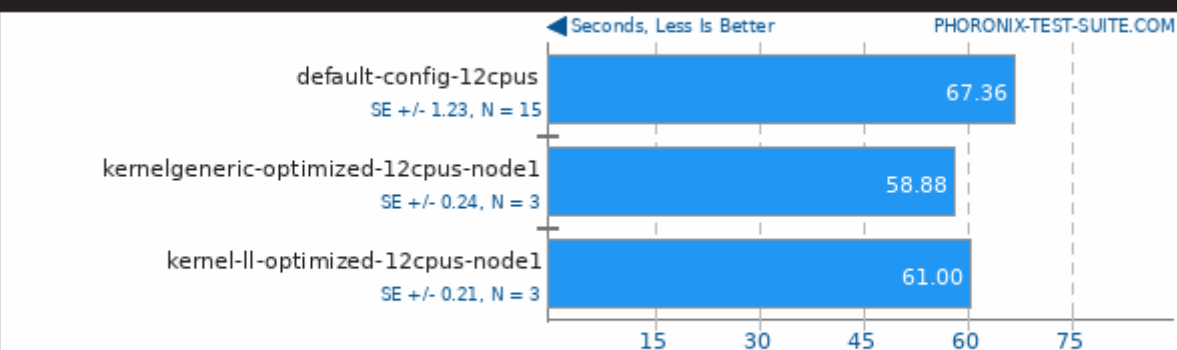 Seconds, Less Is Better PHORONIX-TEST-SUITE.COM
default-config-12cpus
SE +/- 1.23, N = 15
67.36
kernelgeneric-optimized-12cpus-node1
SE +/- 0.24, N = 3
58.88
kernel-ll-optimized-12cpus-node1
SE +/- 0.21, N = 3
61.00
15 30 45 60 75